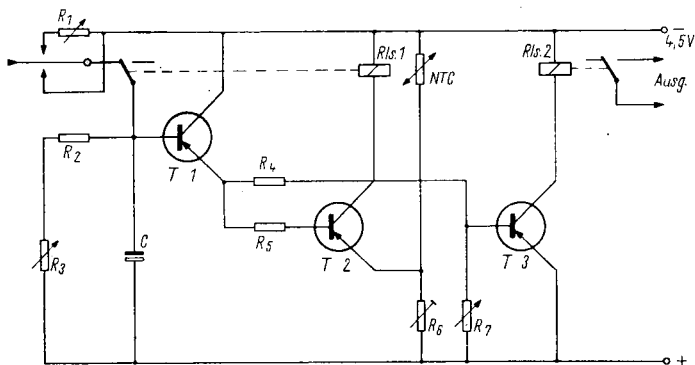 R1
−
4,5V
Rls.1
NTC
Rls.2
Ausg.
R2
T 1
R4
R5
T 2
T 3
R3
C
R6
R7
+